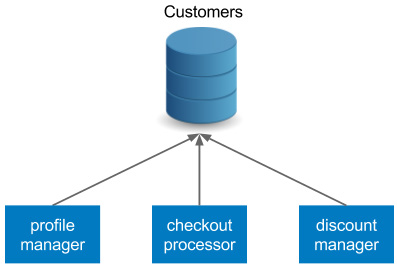 Customers
profile
manager
checkout
processor
discount
manager